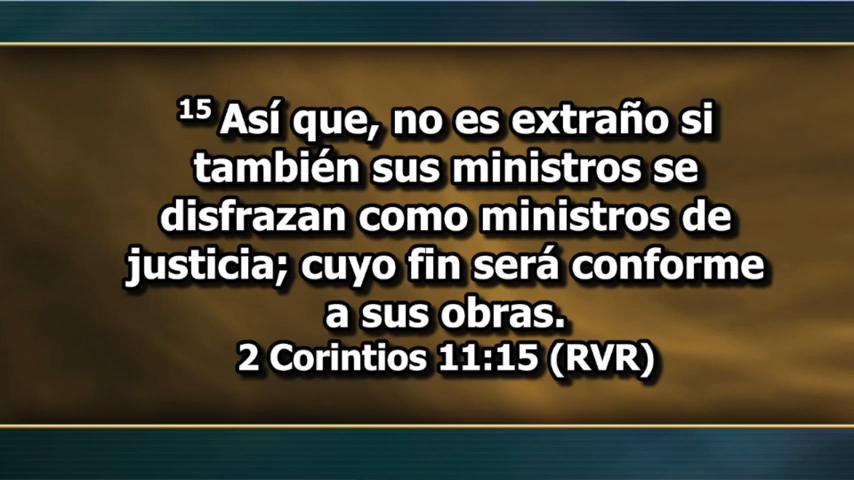 15 Así que, no es extraño si
también sus ministros se
disfrazan como ministros de
justicia; cuyo fin será conforme
a sus obras.
2 Corintios 11:15 (RVR)